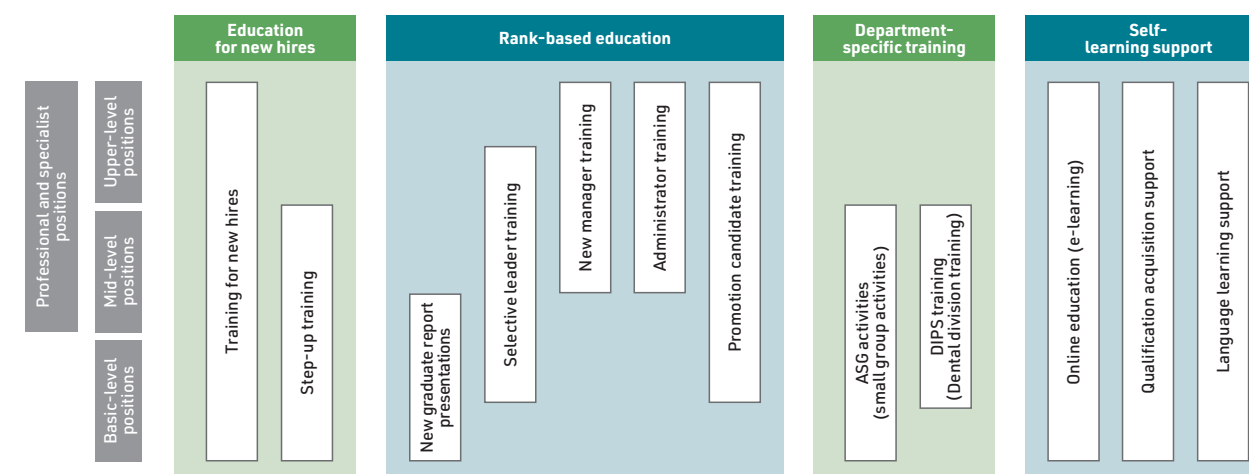 Education
for new hires
Rank-based education
Department-
specific training
Self-
learning support
Professional and specialist
positions
Upper-level
positions
Mid-level
positions
Basic-level
positions
Training for new hires
Step-up training
New graduate report
presentations
Selective leader training
New manager training
Administrator training
Promotion candidate training
ASG activities
(small group activities)
DIPS training
(Dental division training)
Online education (e-learning)
Qualification acquisition support
Language learning support